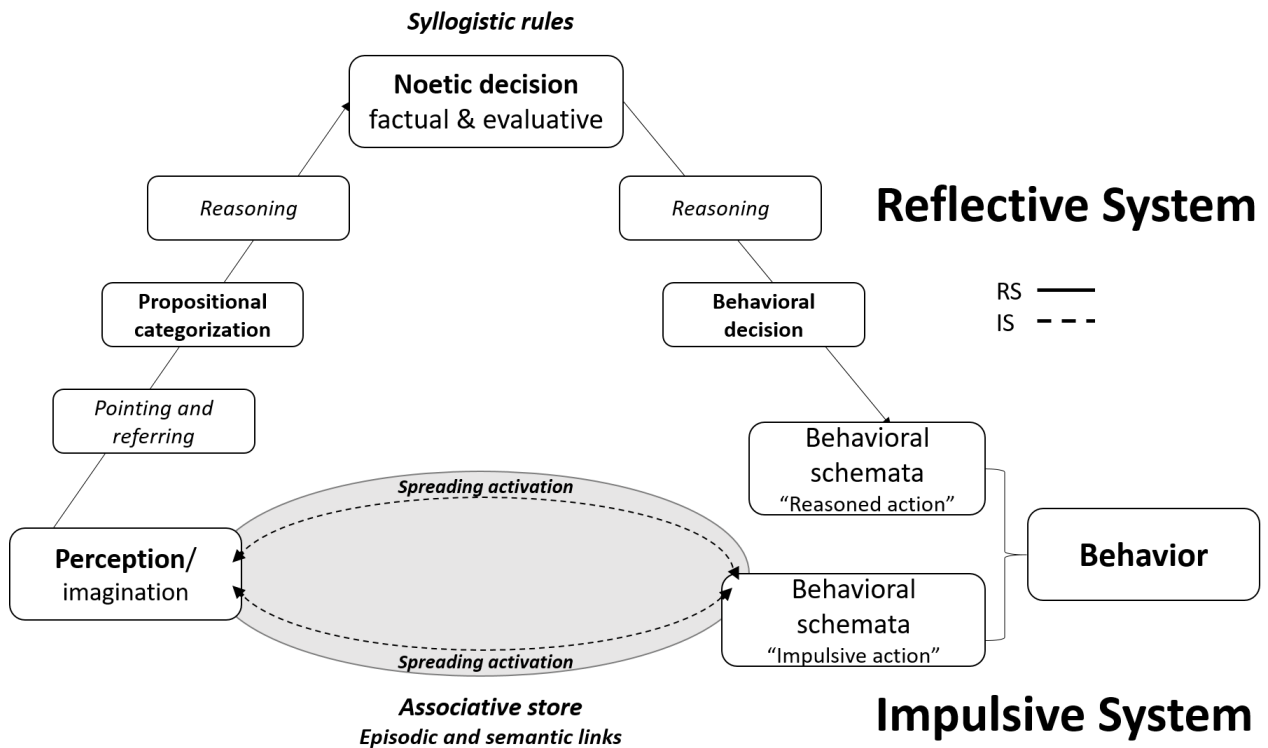 Syllogistic rules
Noetic decision
factual & evaluative
Reasoning
Reasoning
Reflective System
Propositional
categorization
Behavioral
decision
RS
IS
Pointing and
referring
Behavioral
schemata
“Reasoned action”
Spreading activation
Perception/
imagination
Behavior
Behavioral
schemata
“Impulsive action”
Spreading activation
Associative store
Episodic and semantic links
Impulsive System